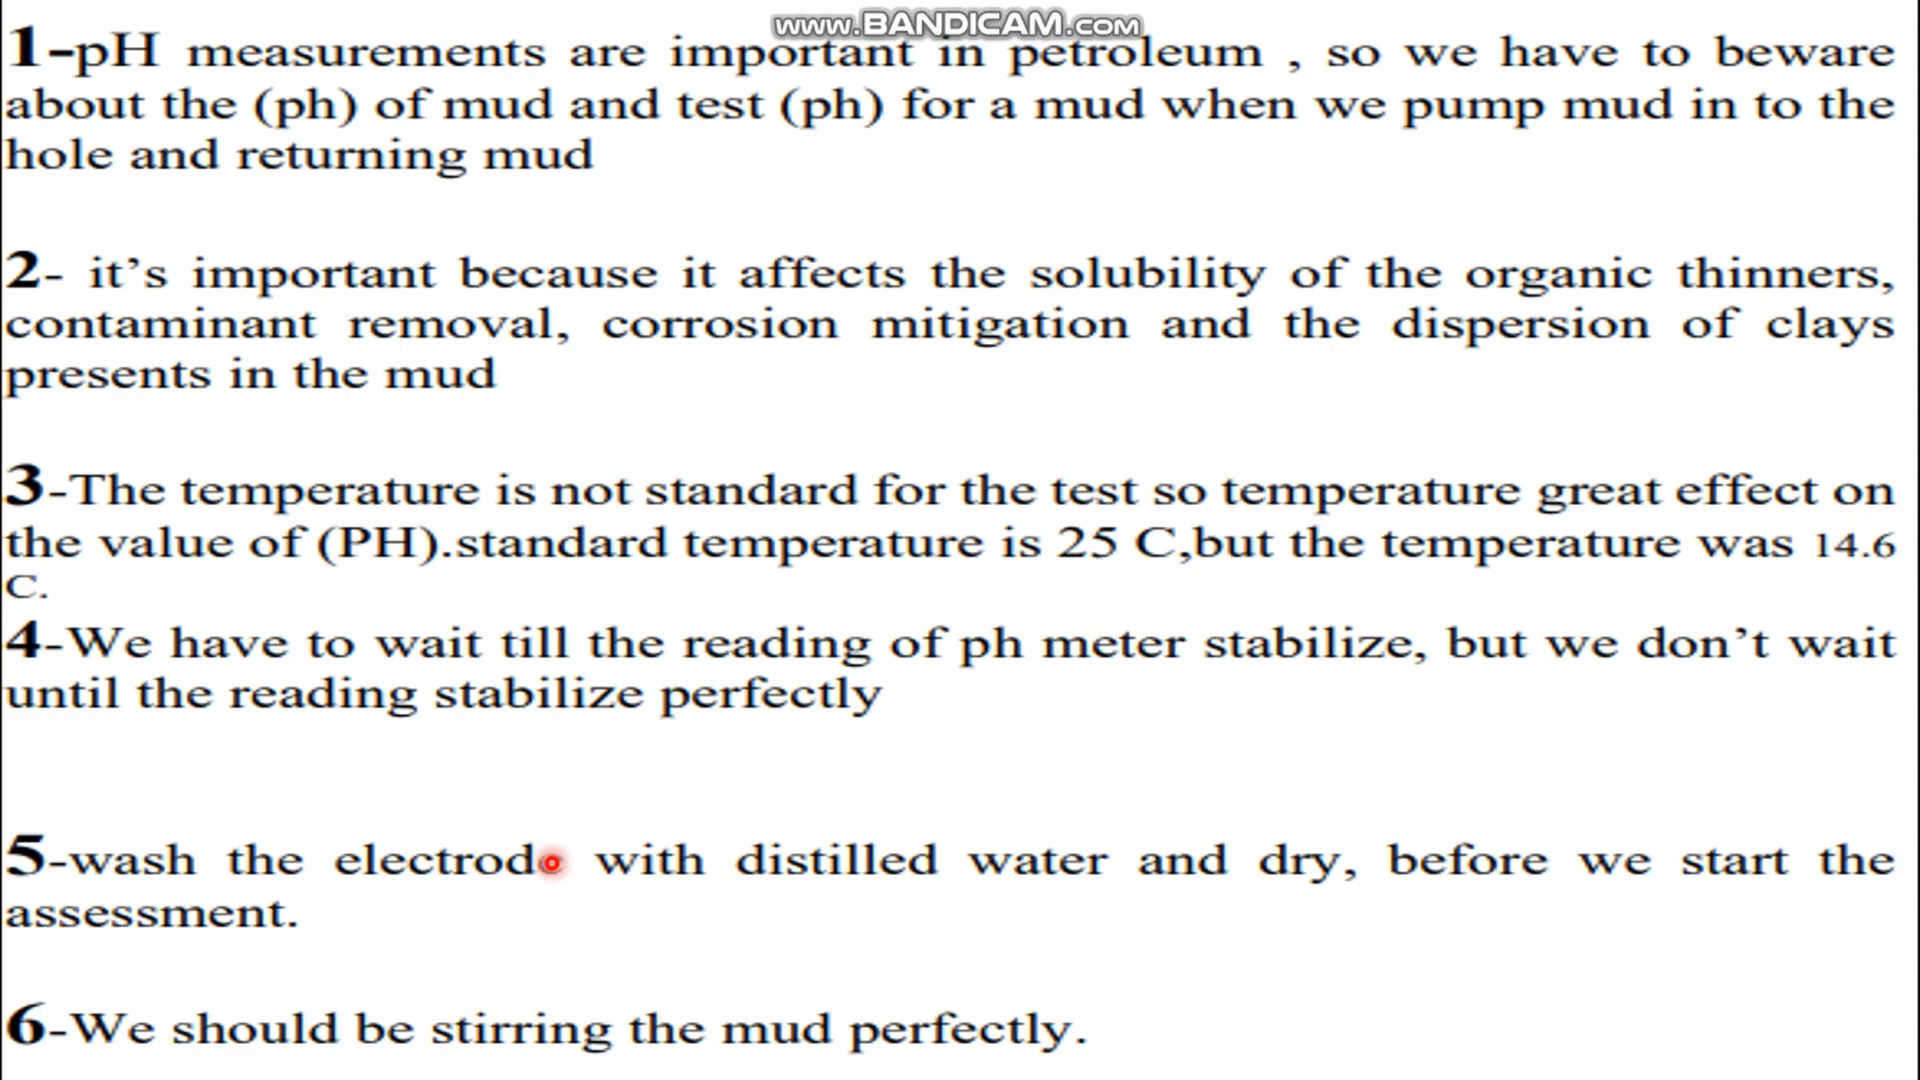 www.BANDICAM.com
1-pH measurements are important in petroleum , so we have to beware
about the (ph) of mud and test (ph) for a mud when we pump mud in to the
hole and returning mud
2- it’s important because it affects the solubility of the organic thinners,
contaminant removal, corrosion mitigation and the dispersion of clays
presents in the mud
3-The temperature is not standard for the test so temperature great effect on
the value of (PH).standard temperature is 25 C,but the temperature was 14.6
C.
4-We have to wait till the reading of ph meter stabilize, but we don’t wait
until the reading stabilize perfectly
5-wash the electrode with distilled water and dry, before we start the
assessment.
6-We should be stirring the mud perfectly.